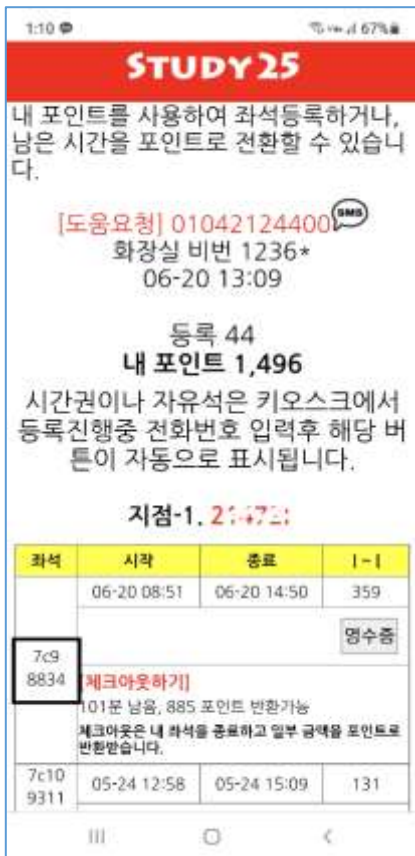 1:10
67%
STUDY25
내 포인트를 사용하여 좌석등록하거나,
남은 시간을 포인트로 전환할 수 있습니
다.
[도움요청] 01042124400 SMS
화장실 비번 1236*
06-20 13:09
등록 44
내 포인트 1,496
시간권이나 자유석은 키오스크에서
등록진행중 전화번호 입력후 해당 버
튼이 자동으로 표시됩니다.
지점-1.
좌석 시작 종료 |-|
06-20 08:51 06-20 14:50 359
영수증
7c9
8834
[체크아웃하기]
101분 남음, 885 포인트 반환가능
체크아웃은 내 좌석을 종료하고 일부 금액을 포인트로
반환받습니다.
7c10
9311
05-24 12:58 05-24 15:09 131